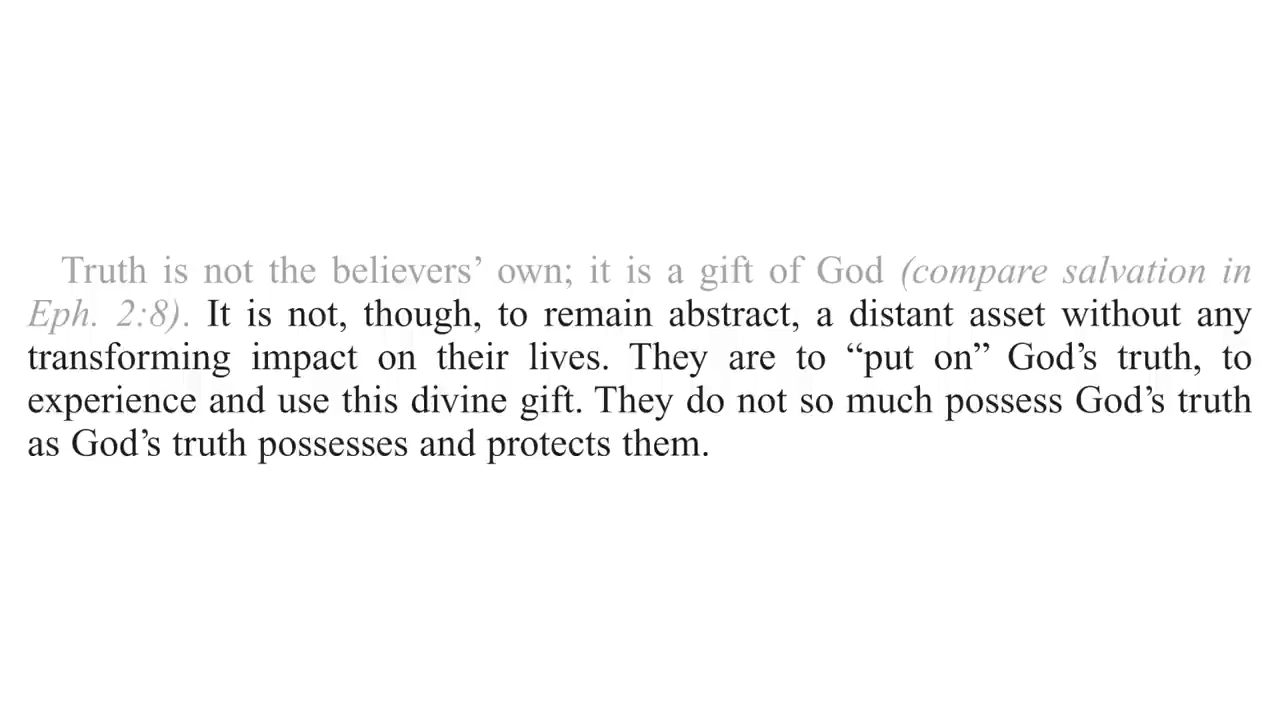 Truth is not the believers’ own; it is a gift of God (compare salvation in
Eph. 2:8). It is not, though, to remain abstract, a distant asset without any
transforming impact on their lives. They are to “put on” God’s truth, to
experience and use this divine gift. They do not so much possess God’s truth
as God’s truth possesses and protects them.